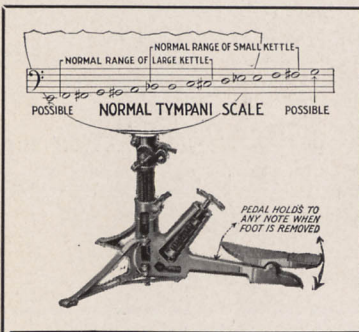 NORMAL RANGE OF SMALL KETTLE
NORMAL RANGE OF LARGE KETTLE
POSSIBLE NORMAL TYMPANI SCALE POSSIBLE
PEDAL HOLDS TO
ANY NOTE WHEN
FOOT IS REMOVED